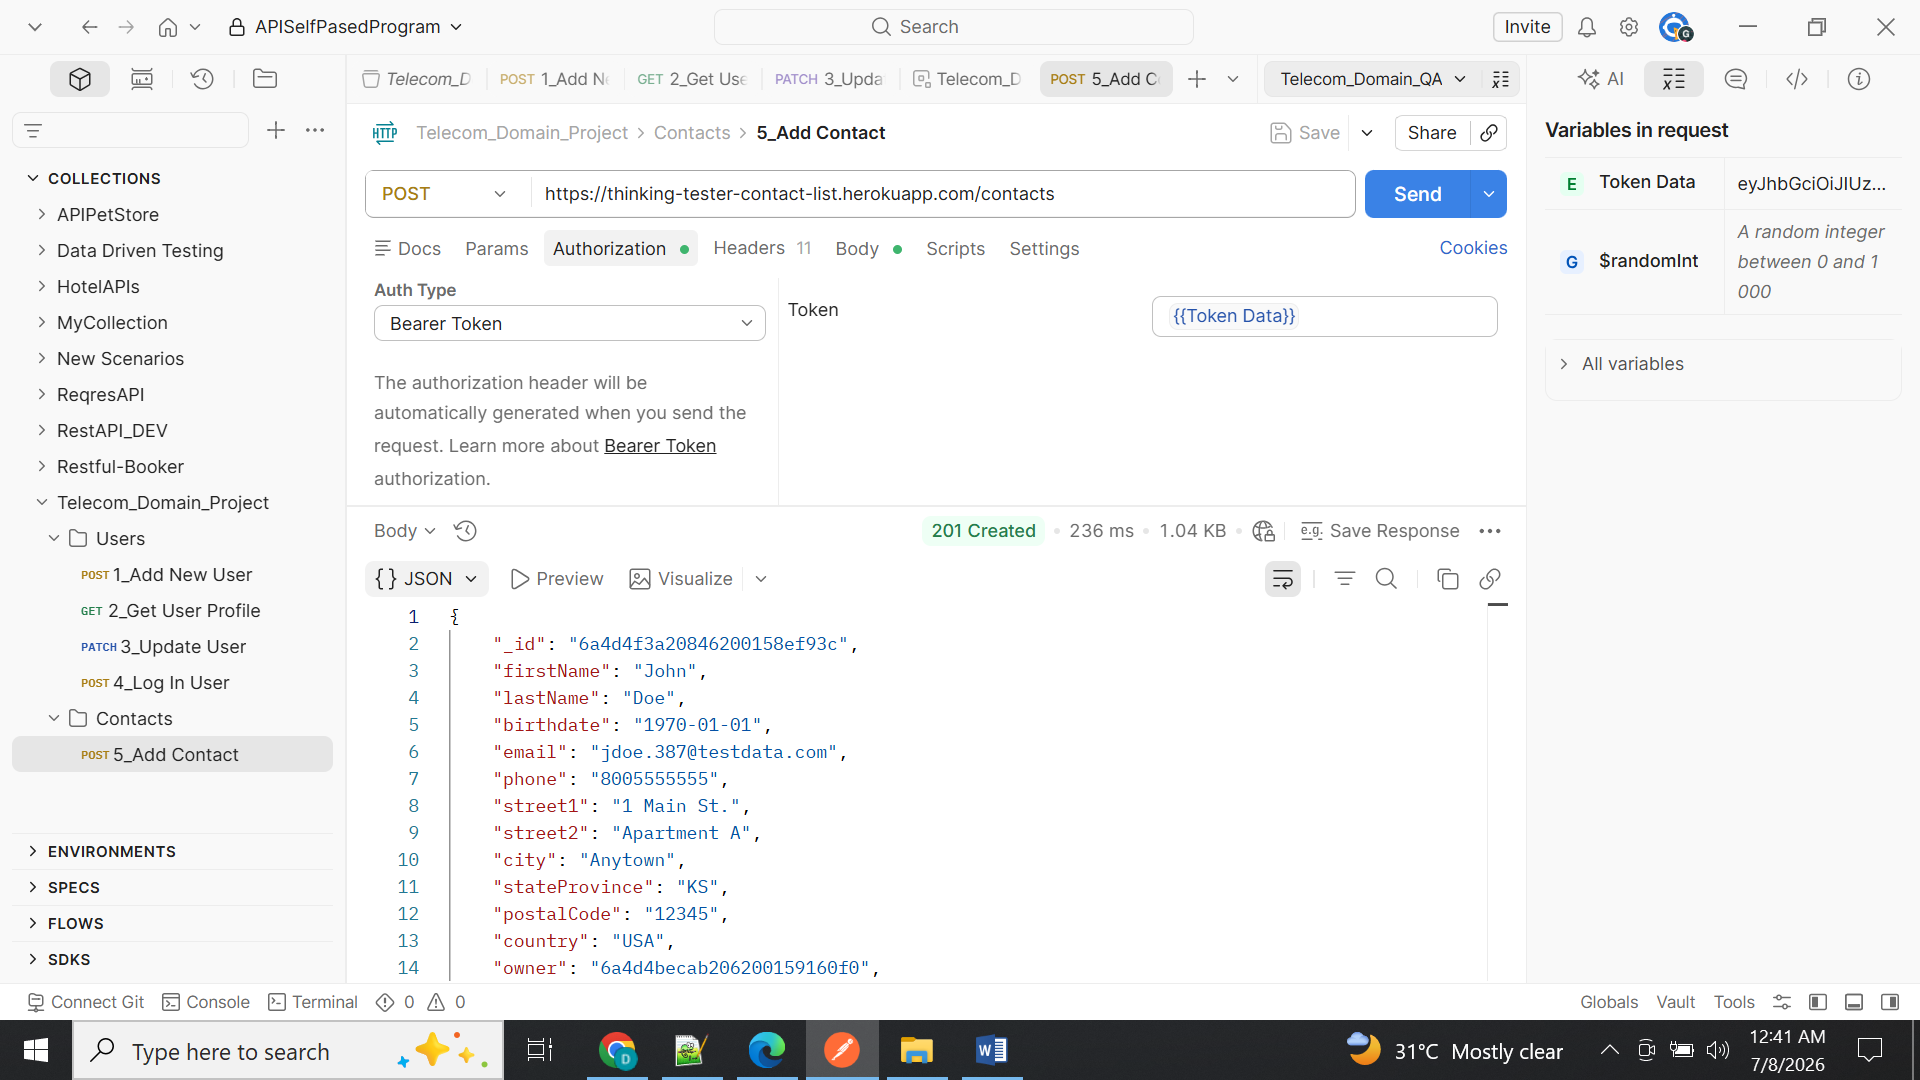 APISelfPasedProgram
Search
Invite
Telecom_D
POST 1_Add Ne
GET 2_Get Use
PATCH 3_Upda
Telecom_D
POST 5_Add C
Telecom_Domain_QA
AI
COLLECTIONS
APIPetStore
Data Driven Testing
HotelAPIs
MyCollection
New Scenarios
ReqresAPI
RestAPI_DEV
Restful-Booker
Telecom_Domain_Project
Users
POST 1_Add New User
GET 2_Get User Profile
PATCH 3_Update User
POST 4_Log In User
Contacts
POST 5_Add Contact
ENVIRONMENTS
SPECS
FLOWS
SDKS
HTTP Telecom_Domain_Project > Contacts > 5_Add Contact
Save
Share
POST
https://thinking-tester-contact-list.herokuapp.com/contacts
Send
Docs
Params
Authorization
Headers 11
Body
Scripts
Settings
Cookies
Auth Type
Bearer Token
The authorization header will be
automatically generated when you send the
request. Learn more about Bearer Token
authorization.
Token
{{Token Data}}
Body
201 Created • 236 ms • 1.04 KB
e.g. Save Response
{} JSON
Preview
Visualize
1 {
2 "_id": "6a4d4f3a20846200158ef93c",
3 "firstName": "John",
4 "lastName": "Doe",
5 "birthdate": "1970-01-01",
6 "email": "jdoe.387@testdata.com",
7 "phone": "8005555555",
8 "street1": "1 Main St.",
9 "street2": "Apartment A",
10 "city": "Anytown",
11 "stateProvince": "KS",
12 "postalCode": "12345",
13 "country": "USA",
14 "owner": "6a4d4becab206200159160f0",
Variables in request
E Token Data
eyJhbGciOiJIUz...
G $randomInt
A random integer
between 0 and 1
000
All variables
Connect Git
Console
Terminal
0
0
Globals
Vault
Tools
Type here to search
D
31°C Mostly clear
12:41 AM
7/8/2026